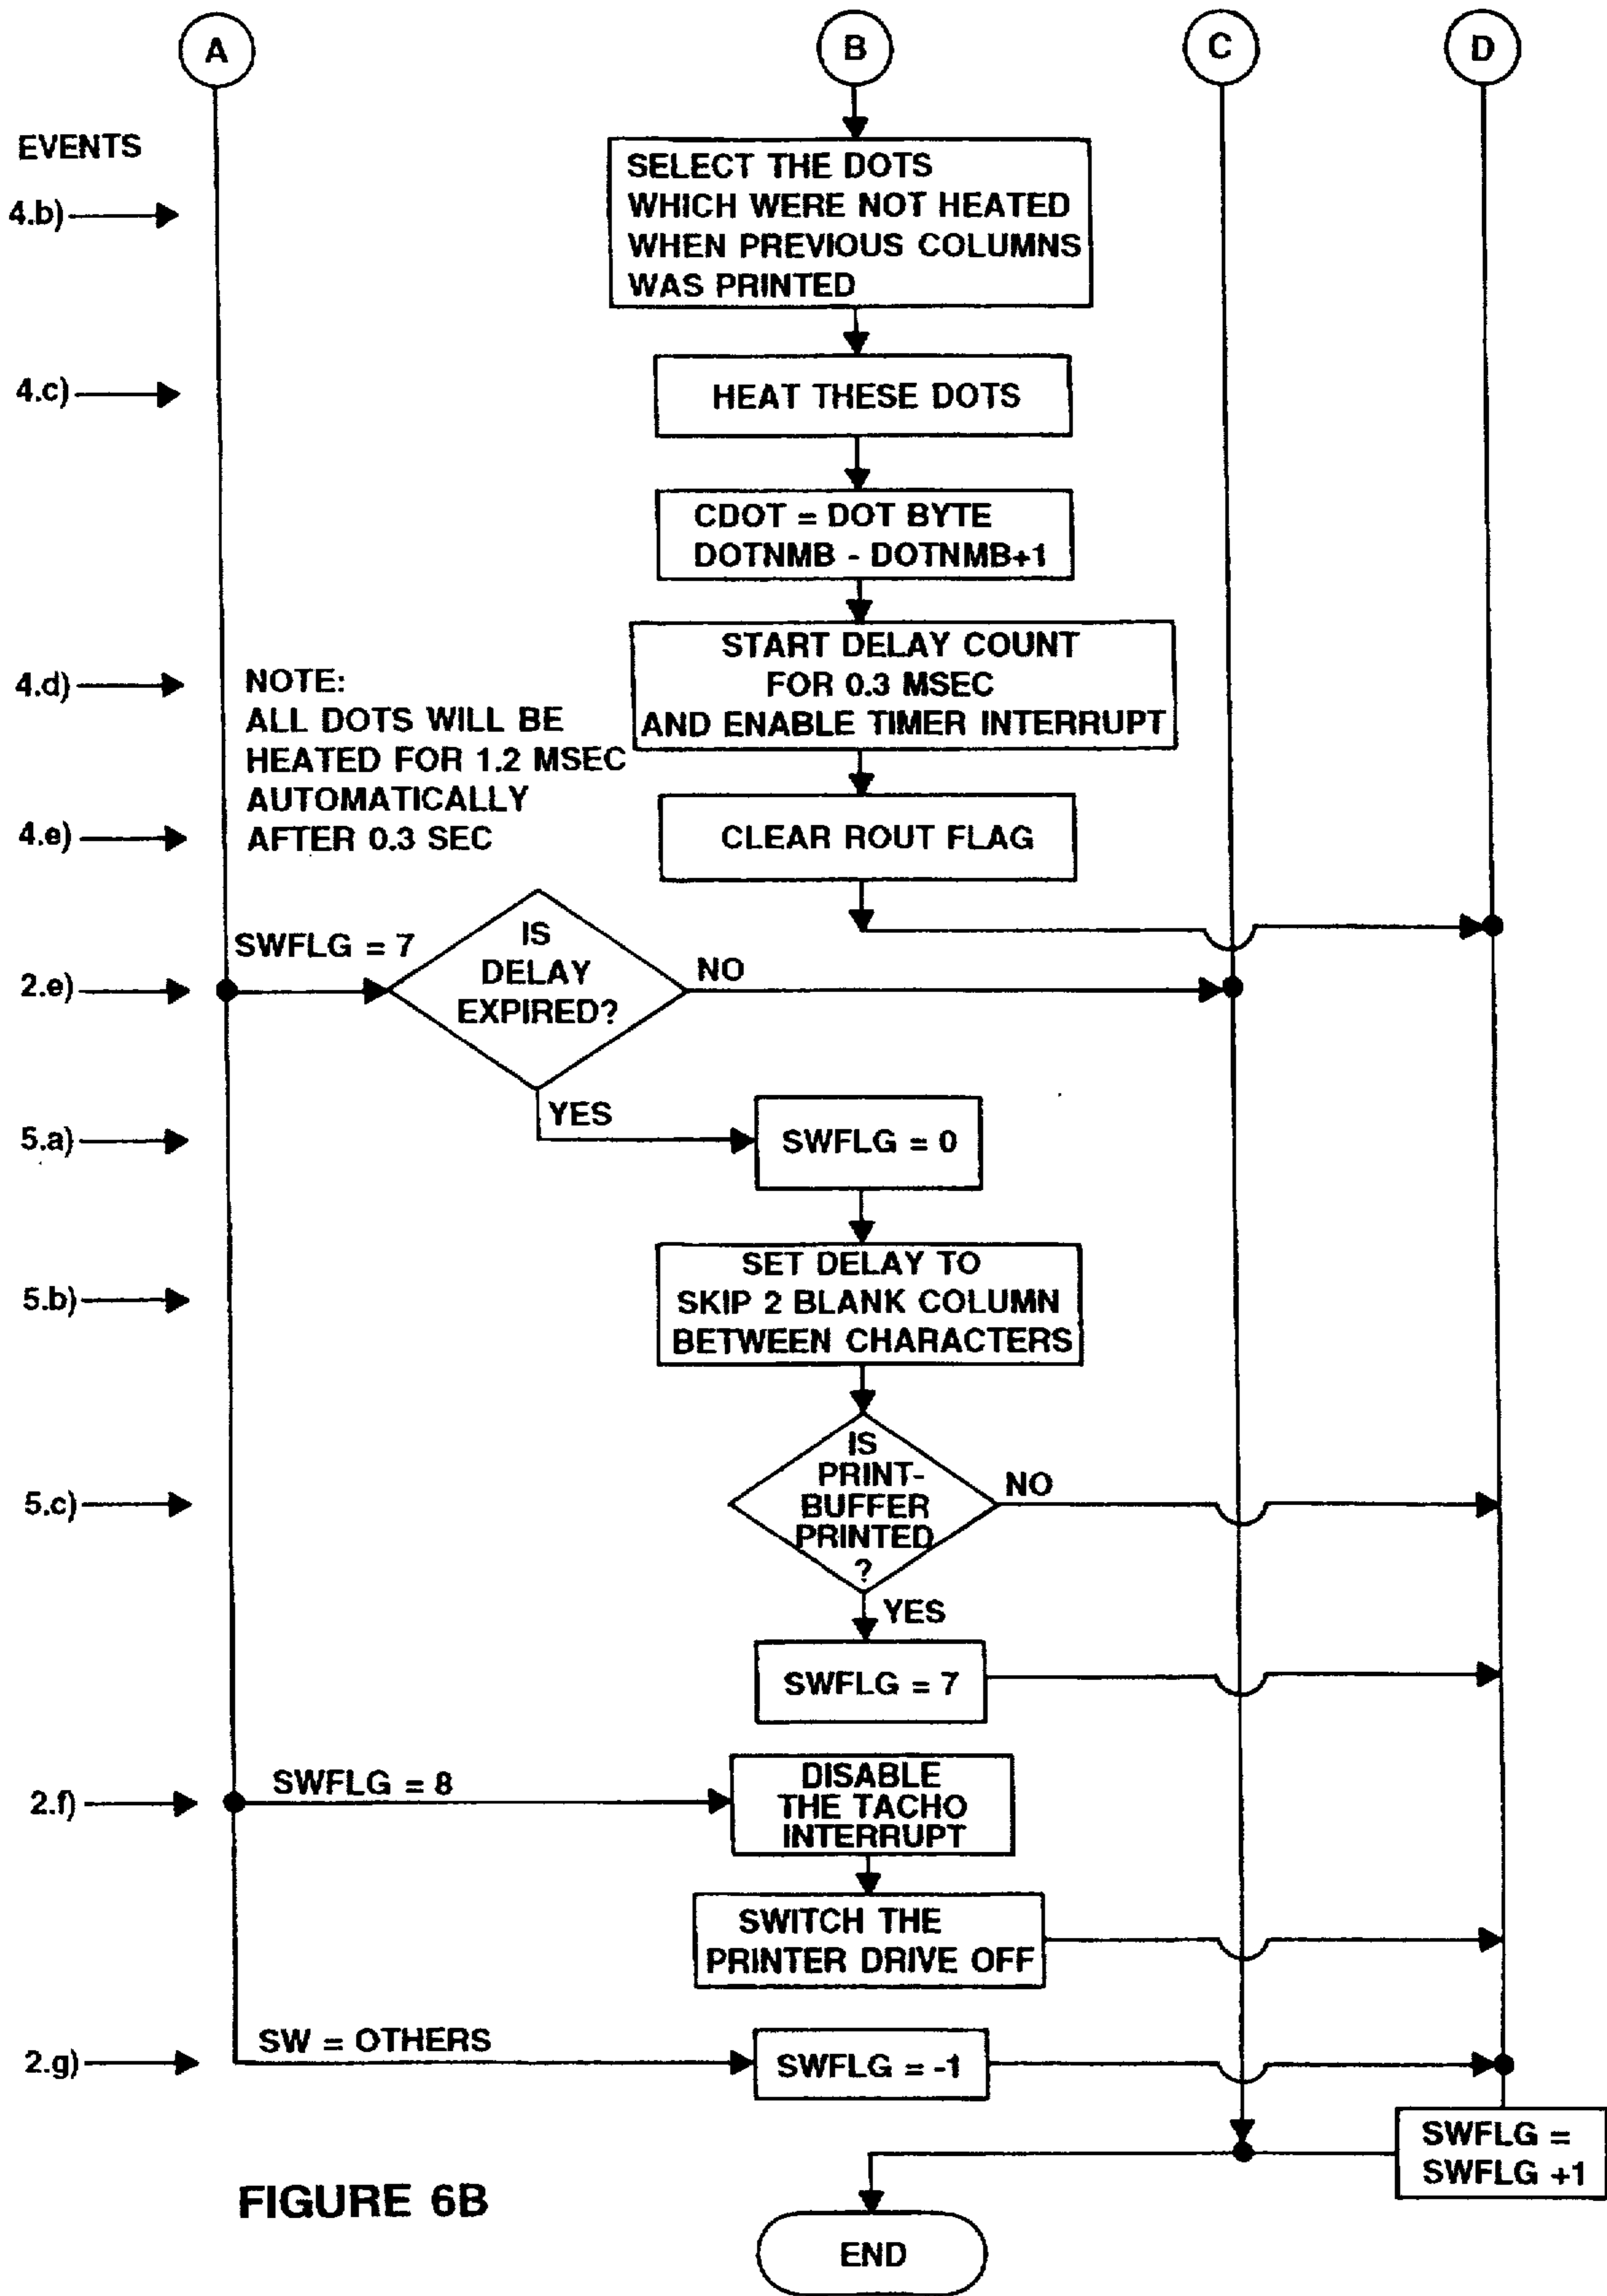 A
B
C
D
EVENTS
4.b)
SELECT THE DOTS
WHICH WERE NOT HEATED
WHEN PREVIOUS COLUMNS
WAS PRINTED
4.c)
HEAT THESE DOTS
CDOT = DOT BYTE
DOTNMB - DOTNMB+1
4.d)
NOTE:
ALL DOTS WILL BE
HEATED FOR 1.2 MSEC
AUTOMATICALLY
AFTER 0.3 SEC
START DELAY COUNT
FOR 0.3 MSEC
AND ENABLE TIMER INTERRUPT
4.e)
CLEAR ROUT FLAG
2.e)
SWFLG = 7
IS
DELAY
EXPIRED?
NO
YES
5.a)
SWFLG = 0
5.b)
SET DELAY TO
SKIP 2 BLANK COLUMN
BETWEEN CHARACTERS
5.c)
IS
PRINT-
BUFFER
PRINTED
?
NO
YES
SWFLG = 7
2.f)
SWFLG = 8
DISABLE
THE TACHO
INTERRUPT
SWITCH THE
PRINTER DRIVE OFF
2.g)
SW = OTHERS
SWFLG = -1
SWFLG =
SWFLG +1
FIGURE 6B
END